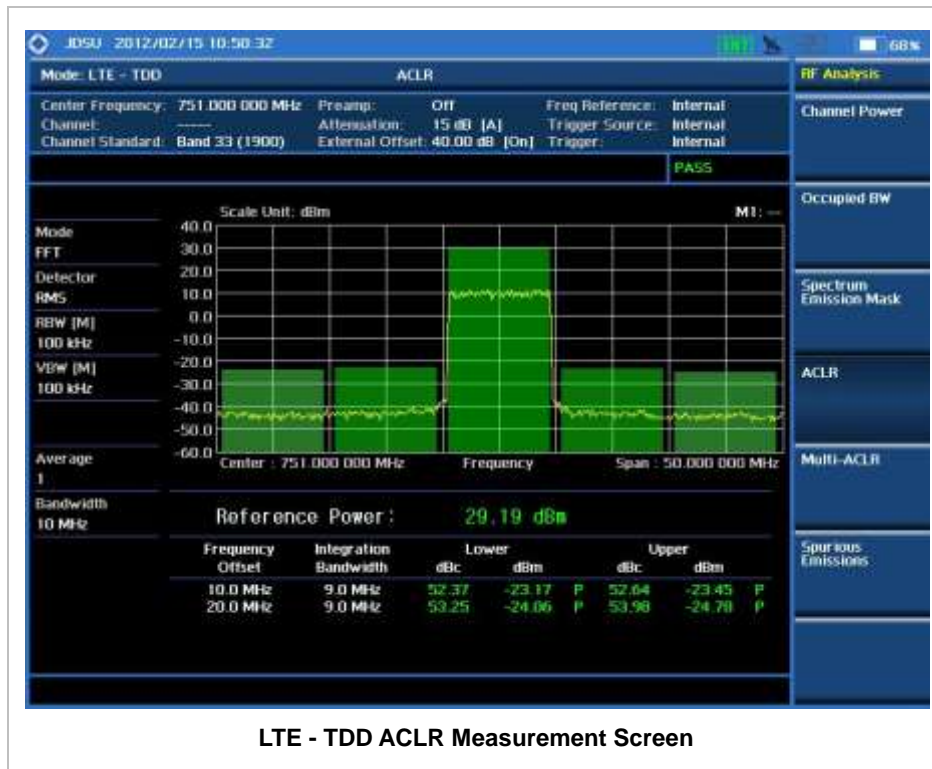 JDSU 2012/02/15 10:50:32
INT
68%
Mode: LTE - TDD ACLR
RF Analysis
Center Frequency: 751.000 000 MHz Preamp: Off Freq Reference: Internal
Channel: ----- Attenuation: 15 dB [A] Trigger Source: Internal
Channel Standard: Band 33 (1900) External Offset: 40.00 dB [On] Trigger: Internal
PASS
Channel Power
Occupied BW
Spectrum
Emission Mask
ACLR
Multi-ACLR
Spurious
Emissions
Mode
FFT
Detector
RMS
RBW [M]
100 kHz
VBW [M]
100 kHz
Average
1
Bandwidth
10 MHz
Scale Unit: dBm M1: --
40.0
30.0
20.0
10.0
0.0
-10.0
-20.0
-30.0
-40.0
-50.0
-60.0
Center : 751.000 000 MHz Frequency Span : 50.000 000 MHz
Reference Power: 29.19 dBm
Frequency Integration Lower Upper
Offset Bandwidth dBc dBm dBc dBm
10.0 MHz 9.0 MHz 52.37 -23.17 P 52.64 -23.45 P
20.0 MHz 9.0 MHz 53.25 -24.06 P 53.98 -24.78 P
LTE - TDD ACLR Measurement Screen